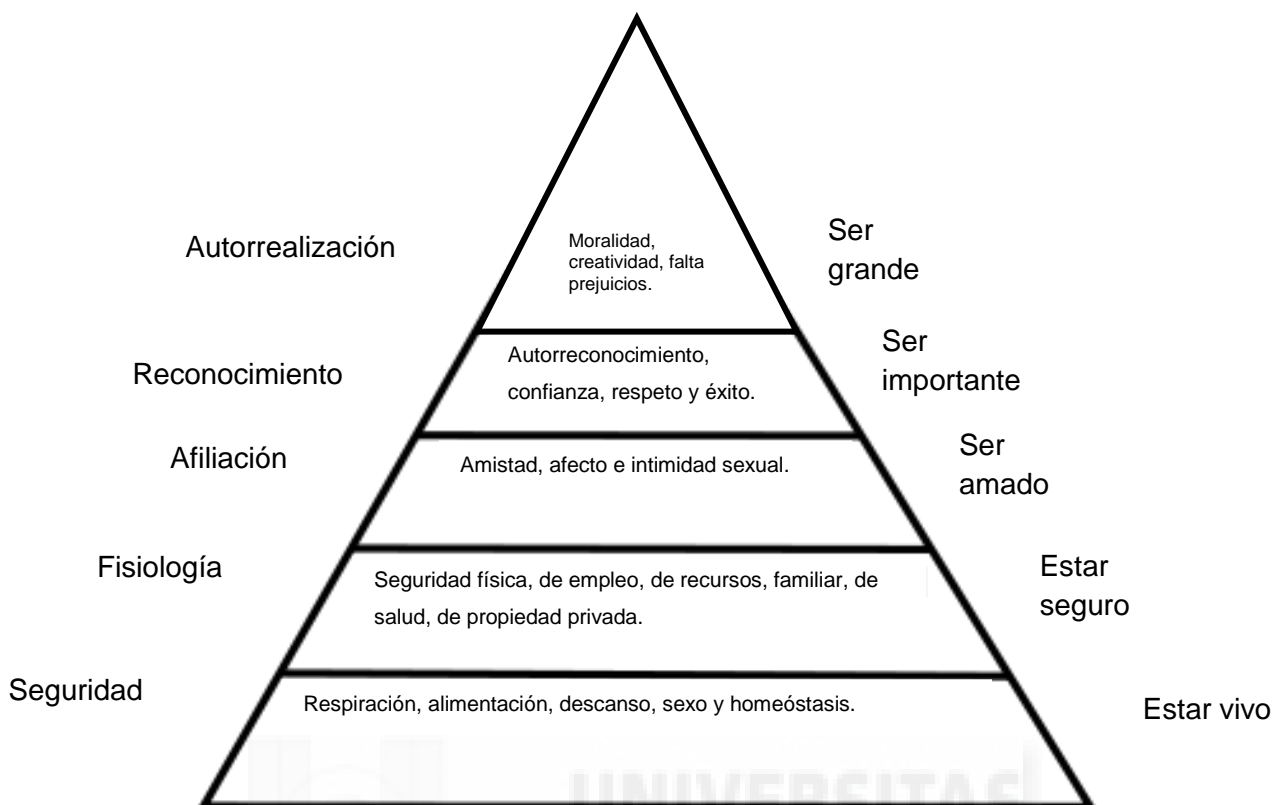 Autorrealización
Moralidad,
creatividad, falta
prejuicios.
Ser
grande
Reconocimiento
Autorreconocimiento,
confianza, respeto y éxito.
Ser
importante
Afiliación
Amistad, afecto e intimidad sexual.
Ser
amado
Fisiología
Seguridad física, de empleo, de recursos, familiar, de
salud, de propiedad privada.
Estar
seguro
Seguridad
Respiración, alimentación, descanso, sexo y homeóstasis.
Estar vivo
UNIVERSITAS